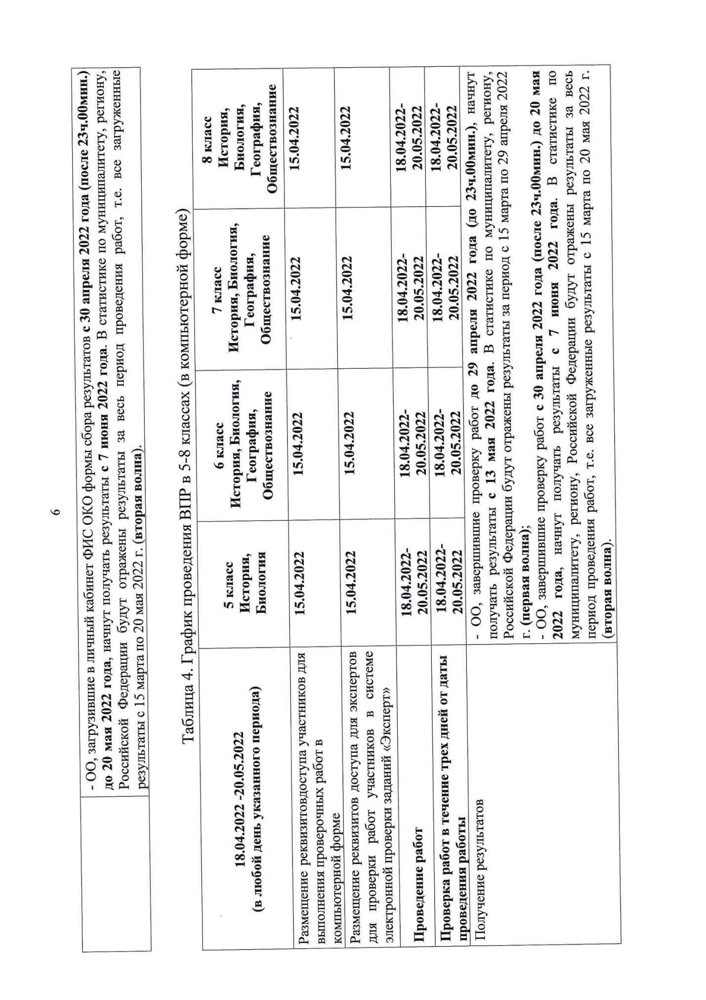 6
- ОО, загрузившие в личный кабинет ФИС ОКО формы сбора результатов с 30 апреля 2022 года (после 23ч.00мин.)
до 20 мая 2022 года, начнут получать результаты с 7 июня 2022 года. В статистике по муниципалитету, региону,
Российской Федерации будут отражены результаты за весь период проведения работ, т.е. все загруженные
результаты с 15 марта по 20 мая 2022 г. (вторая волна).
Таблица 4. График проведения ВПР в 5-8 классах (в компьютерной форме)
18.04.2022 -20.05.2022
(в любой день указанного периода)
5 класс
История,
Биология
6 класс
История, Биология,
География,
Обществознание
7 класс
История, Биология,
География,
Обществознание
8 класс
История,
Биология,
География,
Обществознание
Размещение реквизитовдоступа участников для
выполнения проверочных работ в
компьютерной форме
15.04.2022
15.04.2022
15.04.2022
15.04.2022
Размещение реквизитов доступа для экспертов
для проверки работ участников в системе
электронной проверки заданий «Эксперт»
15.04.2022
15.04.2022
15.04.2022
15.04.2022
Проведение работ
18.04.2022-
20.05.2022
18.04.2022-
20.05.2022
18.04.2022-
20.05.2022
18.04.2022-
20.05.2022
Проверка работ в течение трех дней от даты
проведения работы
18.04.2022-
20.05.2022
18.04.2022-
20.05.2022
18.04.2022-
20.05.2022
18.04.2022-
20.05.2022
Получение результатов
- ОО, завершившие проверку работ до 29 апреля 2022 года (до 23ч.00мин.), начнут
получать результаты с 13 мая 2022 года. В статистике по муниципалитету, региону,
Российской Федерации будут отражены результаты за период с 15 марта по 29 апреля 2022
г. (первая волна);
- ОО, завершившие проверку работ с 30 апреля 2022 года (после 23ч.00мин.) до 20 мая
2022 года, начнут получать результаты с 7 июня 2022 года. В статистике по
муниципалитету, региону, Российской Федерации будут отражены результаты за весь
период проведения работ, т.е. все загруженные результаты с 15 марта по 20 мая 2022 г.
(вторая волна).